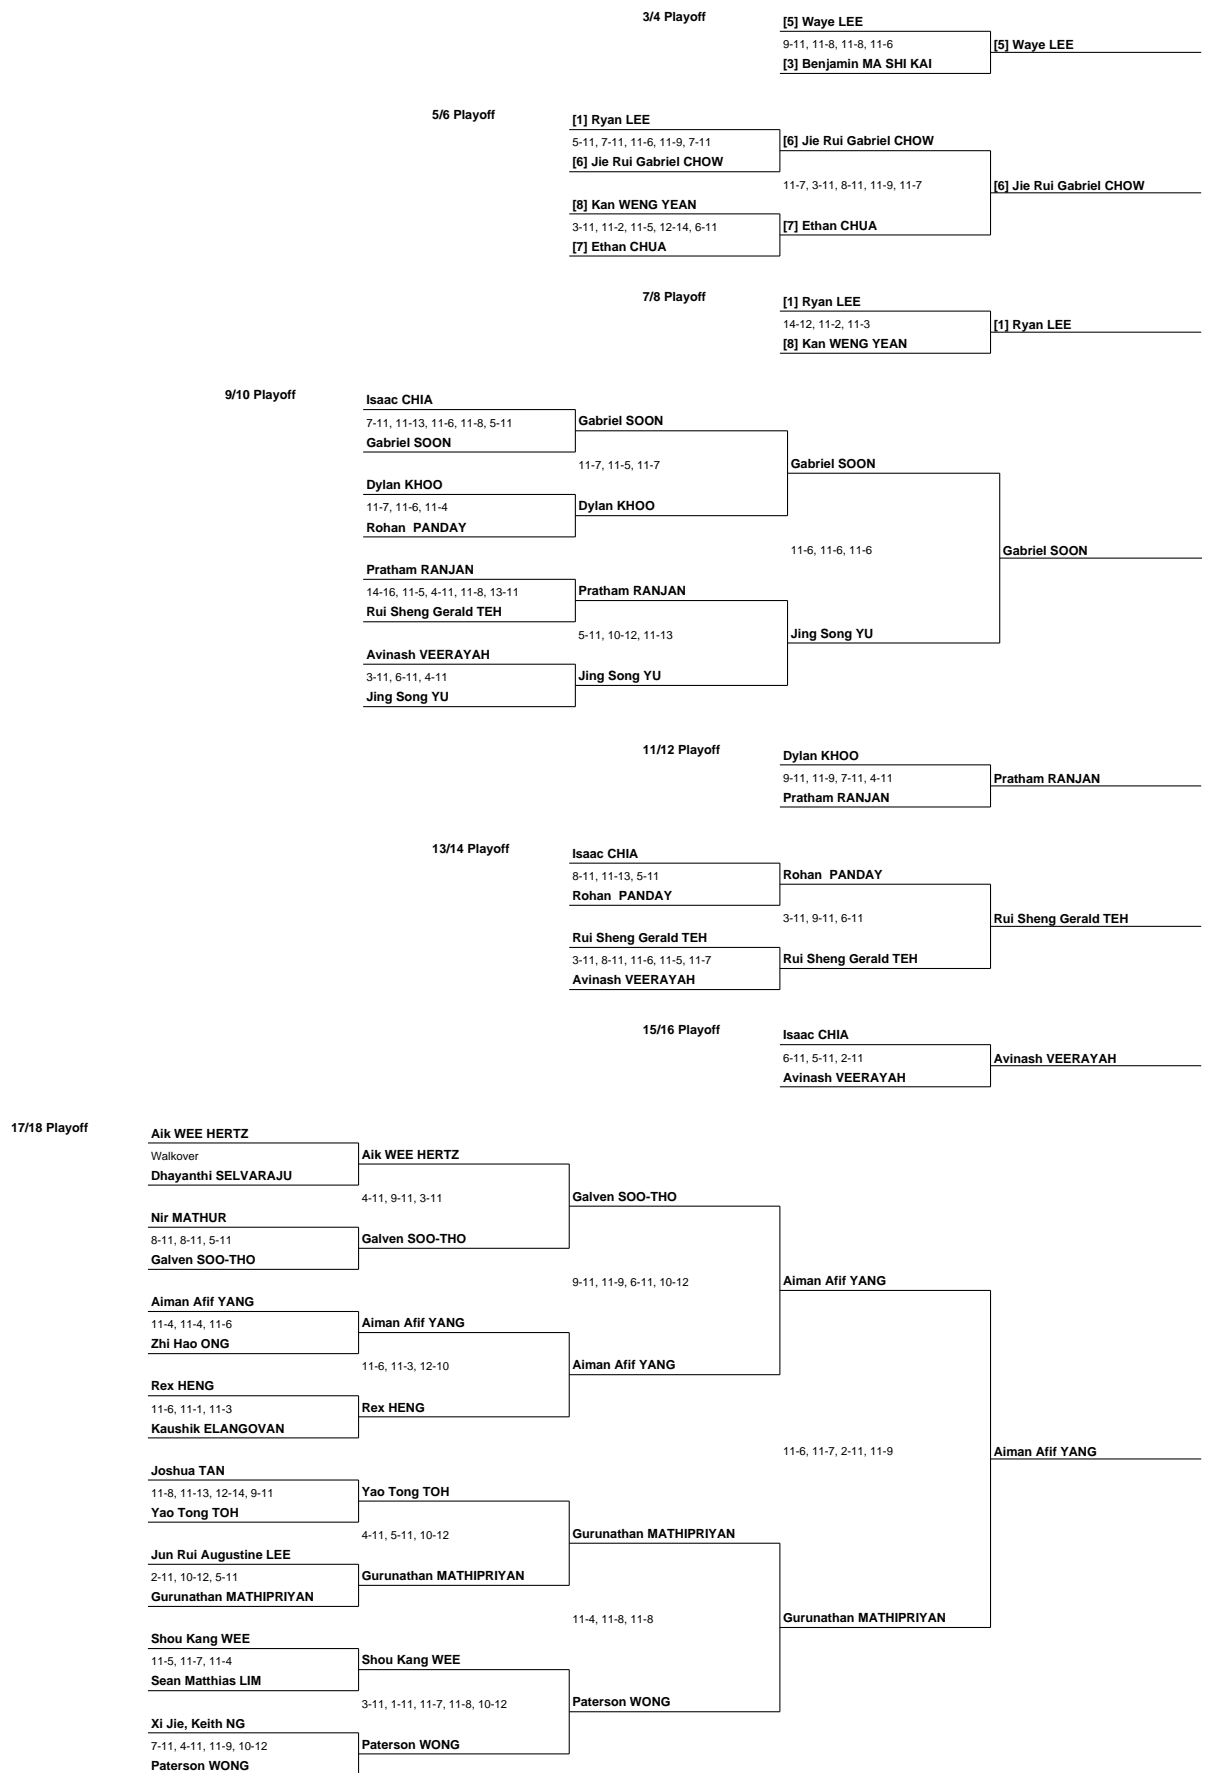 3/4 Playoff
[5] Waye LEE
9-11, 11-8, 11-8, 11-6
[5] Waye LEE
[3] Benjamin MA SHI KAI
5/6 Playoff
[1] Ryan LEE
5-11, 7-11, 11-6, 11-9, 7-11
[6] Jie Rui Gabriel CHOW
[6] Jie Rui Gabriel CHOW
11-7, 3-11, 8-11, 11-9, 11-7
[6] Jie Rui Gabriel CHOW
[8] Kan WENG YEAN
3-11, 11-2, 11-5, 12-14, 6-11
[7] Ethan CHUA
[7] Ethan CHUA
7/8 Playoff
[1] Ryan LEE
14-12, 11-2, 11-3
[1] Ryan LEE
[8] Kan WENG YEAN
9/10 Playoff
Isaac CHIA
7-11, 11-13, 11-6, 11-8, 5-11
Gabriel SOON
Gabriel SOON
11-7, 11-5, 11-7
Gabriel SOON
Dylan KHOO
11-7, 11-6, 11-4
Dylan KHOO
Rohan  PANDAY
11-6, 11-6, 11-6
Gabriel SOON
Pratham RANJAN
14-16, 11-5, 4-11, 11-8, 13-11
Pratham RANJAN
Rui Sheng Gerald TEH
5-11, 10-12, 11-13
Jing Song YU
Avinash VEERAYAH
3-11, 6-11, 4-11
Jing Song YU
Jing Song YU
11/12 Playoff
Dylan KHOO
9-11, 11-9, 7-11, 4-11
Pratham RANJAN
Pratham RANJAN
13/14 Playoff
Isaac CHIA
8-11, 11-13, 5-11
Rohan  PANDAY
Rohan  PANDAY
3-11, 9-11, 6-11
Rui Sheng Gerald TEH
Rui Sheng Gerald TEH
3-11, 8-11, 11-6, 11-5, 11-7
Rui Sheng Gerald TEH
Avinash VEERAYAH
15/16 Playoff
Isaac CHIA
6-11, 5-11, 2-11
Avinash VEERAYAH
Avinash VEERAYAH
17/18 Playoff
Aik WEE HERTZ
Walkover
Aik WEE HERTZ
Dhayanthi SELVARAJU
4-11, 9-11, 3-11
Galven SOO-THO
Nir MATHUR
8-11, 8-11, 5-11
Galven SOO-THO
Galven SOO-THO
9-11, 11-9, 6-11, 10-12
Aiman Afif YANG
Aiman Afif YANG
11-4, 11-4, 11-6
Aiman Afif YANG
Zhi Hao ONG
11-6, 11-3, 12-10
Aiman Afif YANG
Rex HENG
11-6, 11-1, 11-3
Rex HENG
Kaushik ELANGOVAN
11-6, 11-7, 2-11, 11-9
Aiman Afif YANG
Joshua TAN
11-8, 11-13, 12-14, 9-11
Yao Tong TOH
Yao Tong TOH
4-11, 5-11, 10-12
Gurunathan MATHIPRIYAN
Jun Rui Augustine LEE
2-11, 10-12, 5-11
Gurunathan MATHIPRIYAN
Gurunathan MATHIPRIYAN
11-4, 11-8, 11-8
Gurunathan MATHIPRIYAN
Shou Kang WEE
11-5, 11-7, 11-4
Shou Kang WEE
Sean Matthias LIM
3-11, 1-11, 11-7, 11-8, 10-12
Paterson WONG
Xi Jie, Keith NG
7-11, 4-11, 11-9, 10-12
Paterson WONG
Paterson WONG